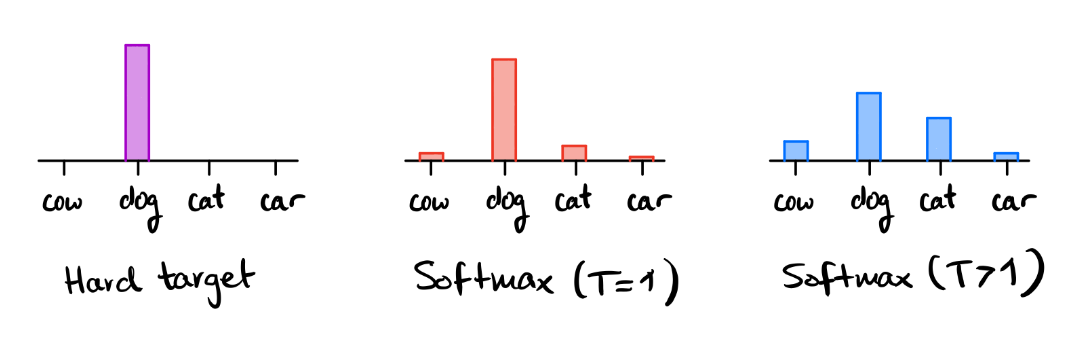 cow dog cat car
cow dog cat car
cow dog cat car
Hard target
Softmax (T=1)
Softmax (T>1)